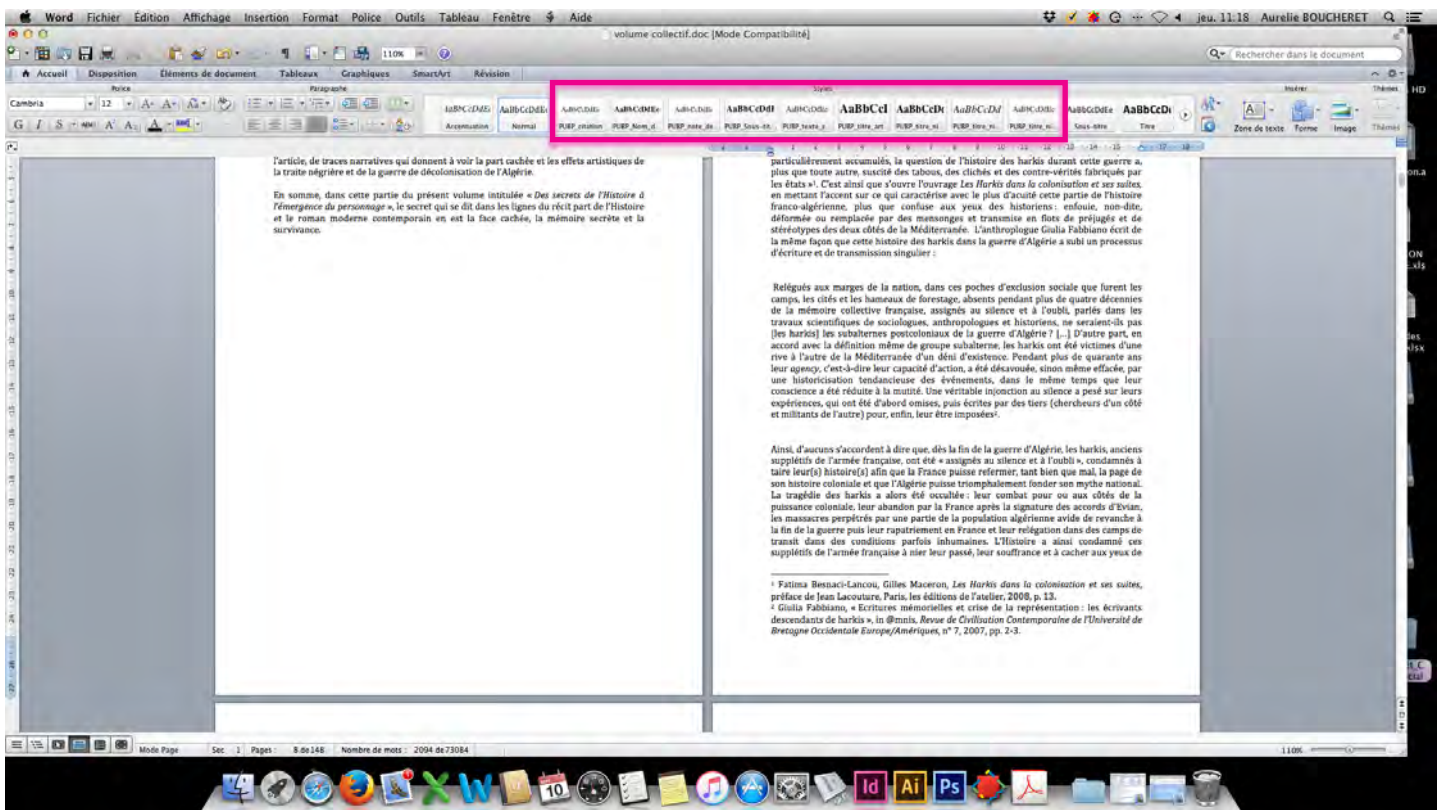 Word Fichier Édition Affichage Insertion Format Police Outils Tableau Fenêtre Aide jeu. 11:18 Aurelie BOUCHERET
volume collectif.doc [Mode Compatibilité]
110%
Rechercher dans le document
Accueil Disposition Éléments de document Tableaux Graphiques SmartArt Révision
Police Paragraphe Styles Insérer Thèmes
Cambria 12
Accentuation Normal PURP_citation PURP_Nom_d. PURP_note_de PURP_Sous-tit. PURP_texte_c PURP_titre_art PURP_titre_ni. PURP_titre_ni. PURP_titre_ni. Sous-titre Titre
Zone de texte Forme Image Thèmes
l'article, de traces narratives qui donnent à voir la part cachée et les effets artistiques de
la traite négrière et de la guerre de décolonisation de l'Algérie.
En somme, dans cette partie du présent volume intitulée « Des secrets de l'Histoire à
l'émergence du personnage », le secret qui se dit dans les lignes du récit part de l'Histoire
et le roman moderne contemporain en est la face cachée, la mémoire secrète et la
survivance.
particulièrement accumulés, la question de l'histoire des harkis durant cette guerre a,
plus que toute autre, suscité des tabous, des clichés et des contre-vérités fabriqués par
les états »¹. C'est ainsi que s'ouvre l'ouvrage Les Harkis dans la colonisation et ses suites,
en mettant l'accent sur ce qui caractérise avec le plus d'acuité cette partie de l'histoire
franco-algérienne, plus que confuse aux yeux des historiens : enfouie, non-dite,
déformée ou remplacée par des mensonges et transmise en flots de préjugés et de
stéréotypes des deux côtés de la Méditerranée. L'anthroplogue Giulia Fabbiano écrit de
la même façon que cette histoire des harkis dans la guerre d'Algérie a subi un processus
d'écriture et de transmission singulier :
Relégués aux marges de la nation, dans ces poches d'exclusion sociale que furent les
camps, les cités et les hameaux de forestage, absents pendant plus de quatre décennies
de la mémoire collective française, assignés au silence et à l'oubli, parlés dans les
travaux scientifiques de sociologues, anthropologues et historiens, ne seraient-ils pas
[les harkis] les subalternes postcoloniaux de la guerre d'Algérie ? [...] D'autre part, en
accord avec la définition même de groupe subalterne, les harkis ont été victimes d'une
rive à l'autre de la Méditerranée d'un déni d'existence. Pendant plus de quarante ans
leur agency, c'est-à-dire leur capacité d'action, a été désavouée, sinon même effacée, par
une historicisation tendancieuse des événements, dans le même temps que leur
conscience a été réduite à la mutité. Une véritable injonction au silence a pesé sur leurs
expériences, qui ont été d'abord omises, puis écrites par des tiers (chercheurs d'un côté
et militants de l'autre) pour, enfin, leur être imposées².
Ainsi, d'aucuns s'accordent à dire que, dès la fin de la guerre d'Algérie, les harkis, anciens
supplétifs de l'armée française, ont été « assignés au silence et à l'oubli », condamnés à
taire leur(s) histoire(s) afin que la France puisse refermer, tant bien que mal, la page de
son histoire coloniale et que l'Algérie puisse triomphalement fonder son mythe national.
La tragédie des harkis a alors été occultée : leur combat pour ou aux côtés de la
puissance coloniale, leur abandon par la France après la signature des accords d'Evian,
les massacres perpétrés par une partie de la population algérienne avide de revanche à
la fin de la guerre puis leur rapatriement en France et leur relégation dans des camps de
transit dans des conditions parfois inhumaines. L'Histoire a ainsi condamné ces
supplétifs de l'armée française à nier leur passé, leur souffrance et à cacher aux yeux de
¹ Fatima Besnaci-Lancou, Gilles Maceron, Les Harkis dans la colonisation et ses suites,
préface de Jean Lacouture, Paris, les éditions de l'atelier, 2008, p. 13.
² Giulia Fabbiano, « Ecritures mémorielles et crise de la représentation : les écrivants
descendants de harkis », in @mnis, Revue de Civilisation Contemporaine de l'Université de
Bretagne Occidentale Europe/Amériques, n° 7, 2007, pp. 2-3.
Mode Page Sec 1 Pages : 8 de 148 Nombre de mots : 2094 de 73084 110%
10
Id Ai Ps